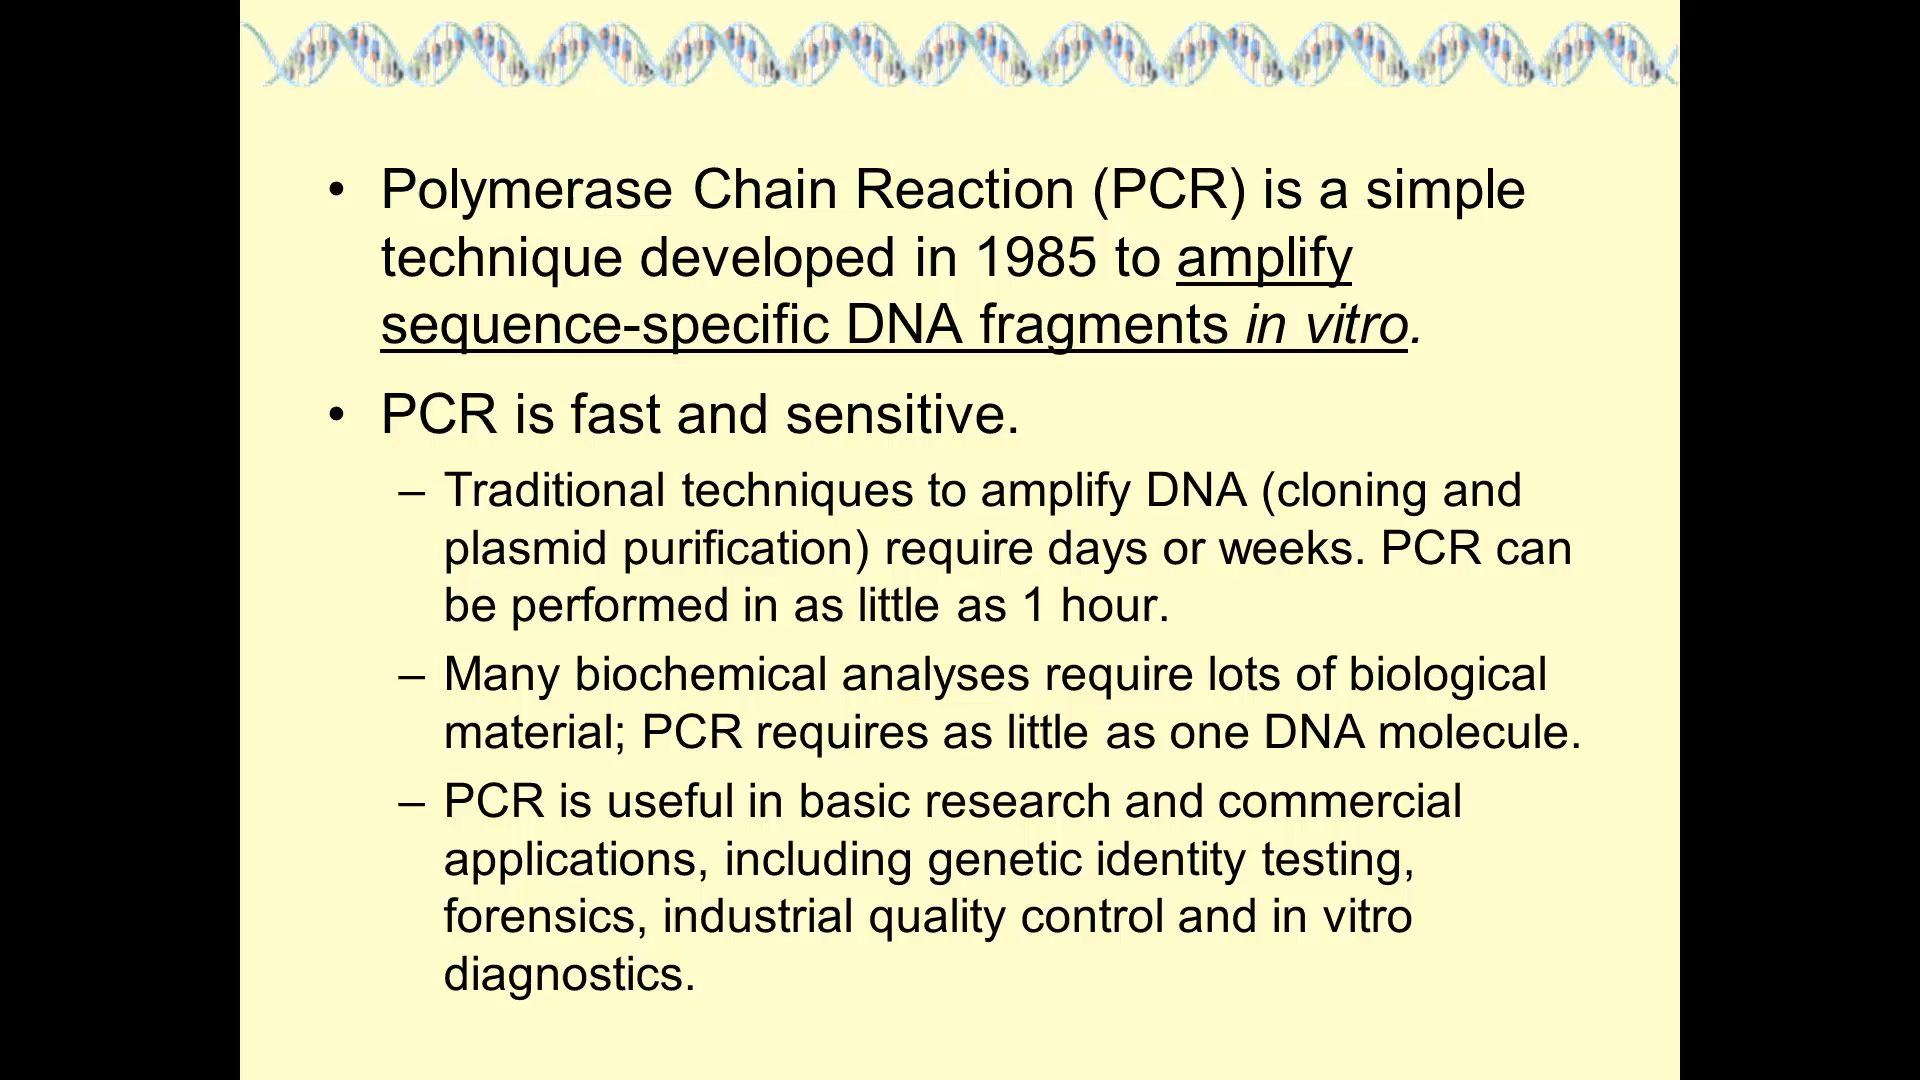 • Polymerase Chain Reaction (PCR) is a simple
technique developed in 1985 to amplify
sequence-specific DNA fragments in vitro.
• PCR is fast and sensitive.
– Traditional techniques to amplify DNA (cloning and
plasmid purification) require days or weeks. PCR can
be performed in as little as 1 hour.
– Many biochemical analyses require lots of biological
material; PCR requires as little as one DNA molecule.
– PCR is useful in basic research and commercial
applications, including genetic identity testing,
forensics, industrial quality control and in vitro
diagnostics.